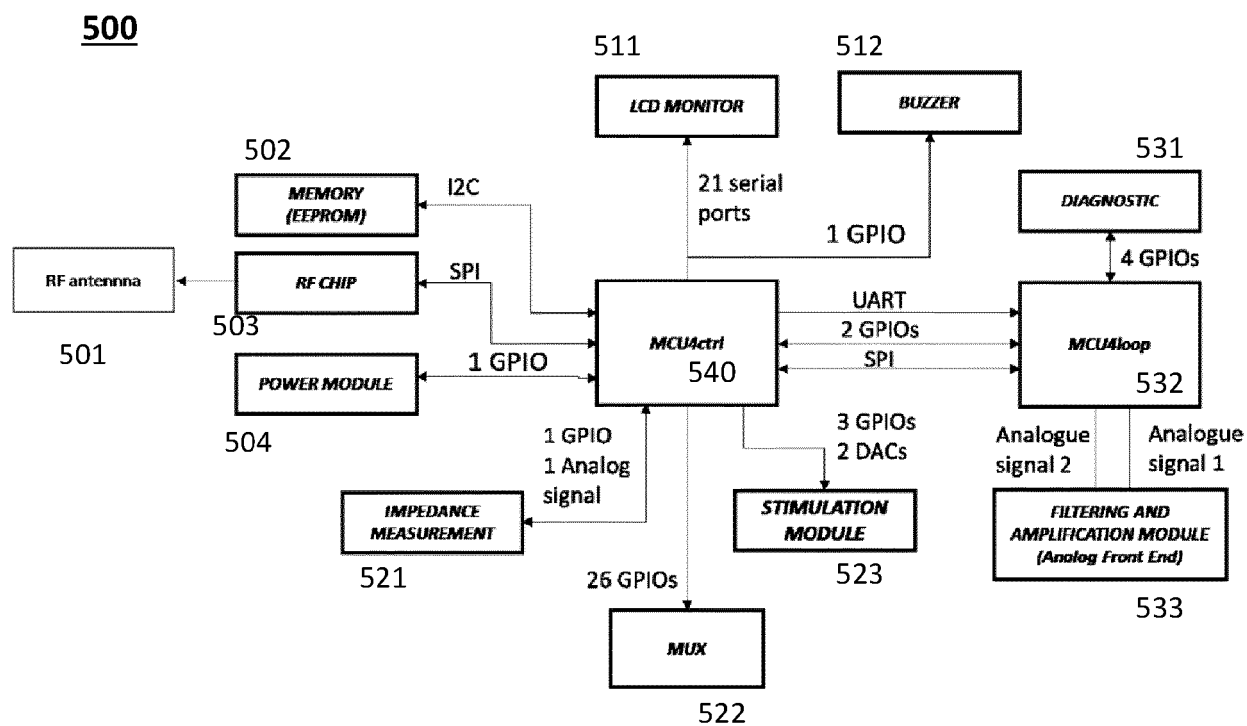 500
511
512
LCD MONITOR
BUZZER
502
531
MEMORY
(EEPROM)
I2C
21 serial
ports
DIAGNOSTIC
1 GPIO
4 GPIOs
RF antennna
RF CHIP
SPI
503
501
UART
MCU4ctrl
2 GPIOs
MCU4loop
540
SPI
532
POWER MODULE
1 GPIO
504
1 GPIO
1 Analog
signal
3 GPIOs
2 DACs
Analogue
signal 2
Analogue
signal 1
IMPEDANCE
MEASUREMENT
STIMULATION
MODULE
FILTERING AND
AMPLIFICATION MODULE
(Analog Front End)
521
26 GPIOs
523
533
MUX
522